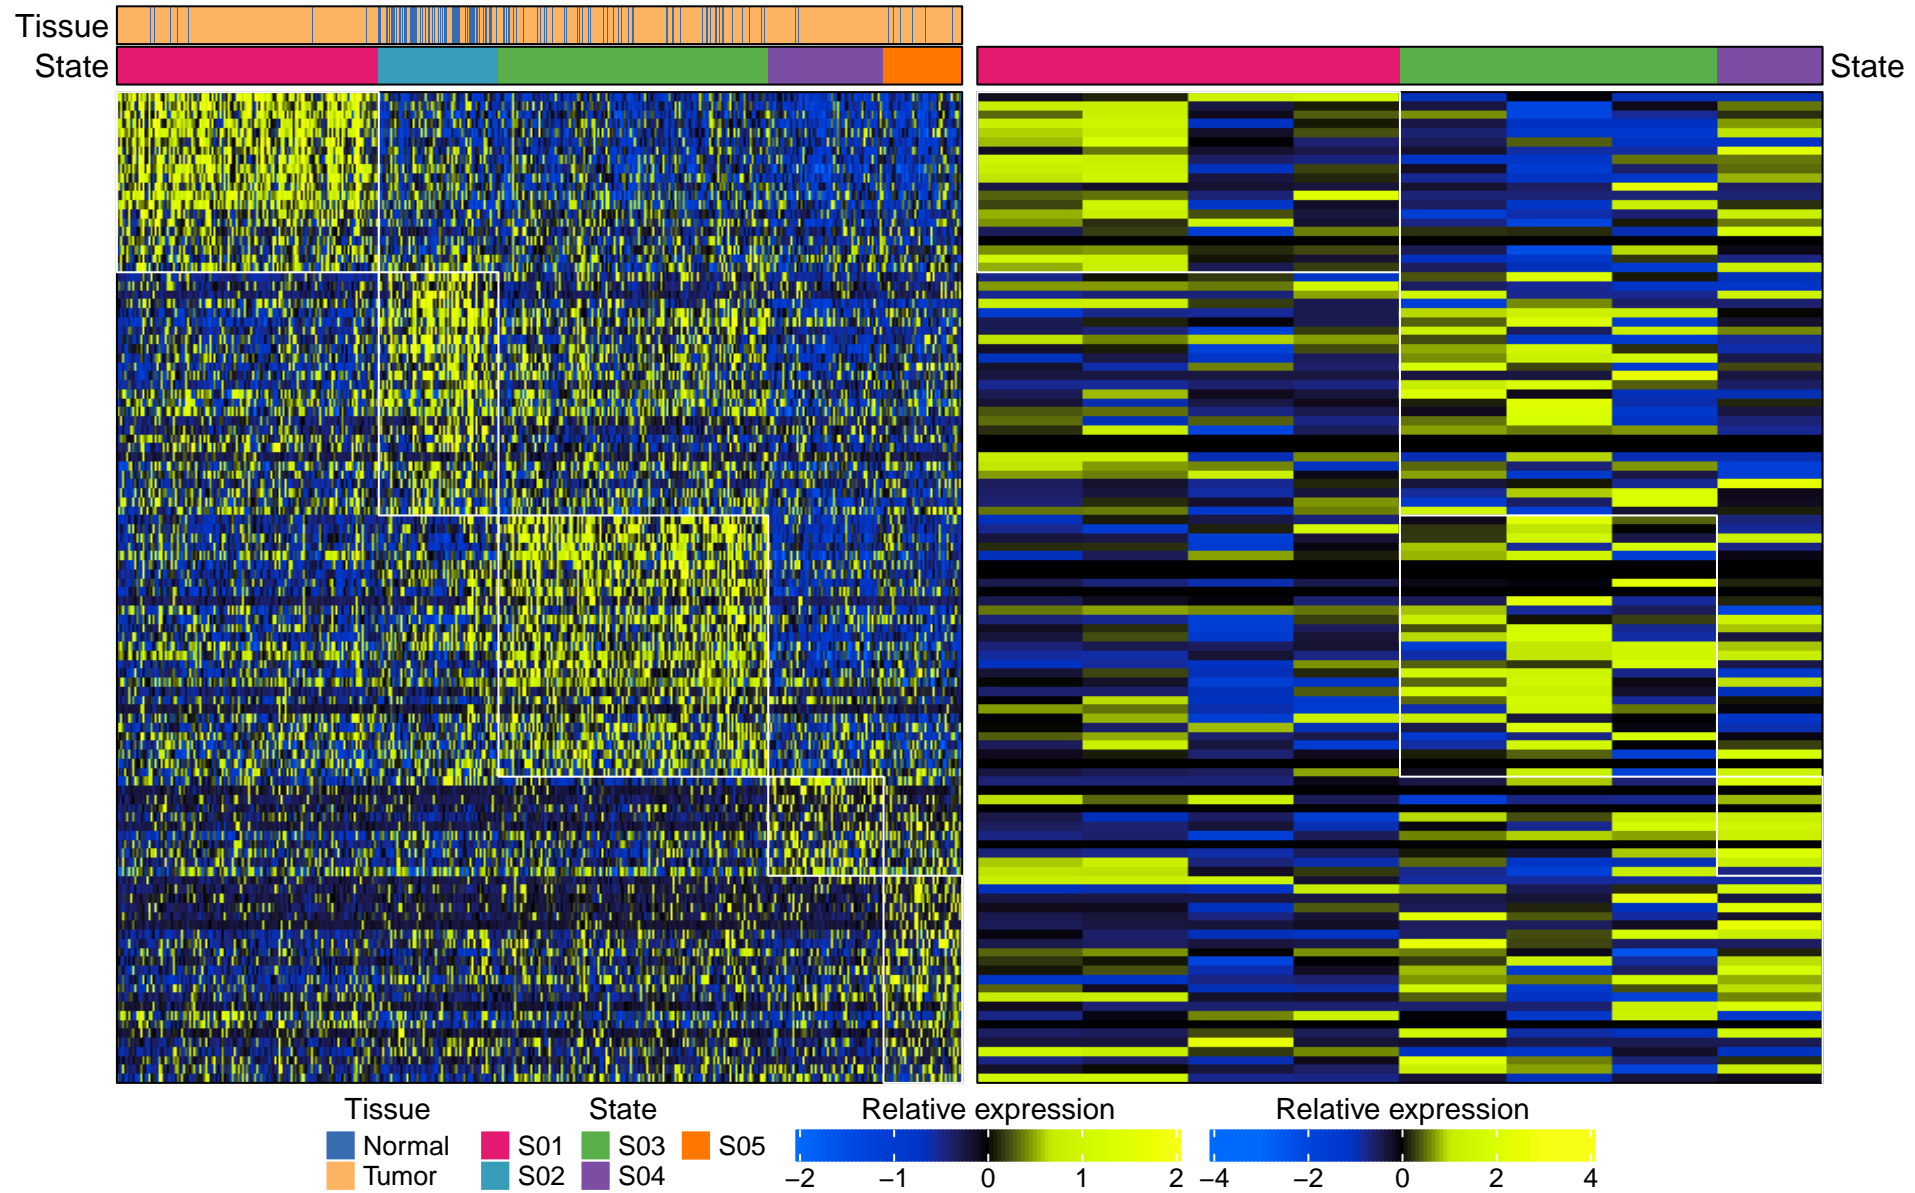 Tissue
State
State
Tissue
State
Relative expression
Relative expression
Normal
S01
S03
S05
Tumor
S02
S04
−2 −1 0 1 2
−4 −2 0 2 4